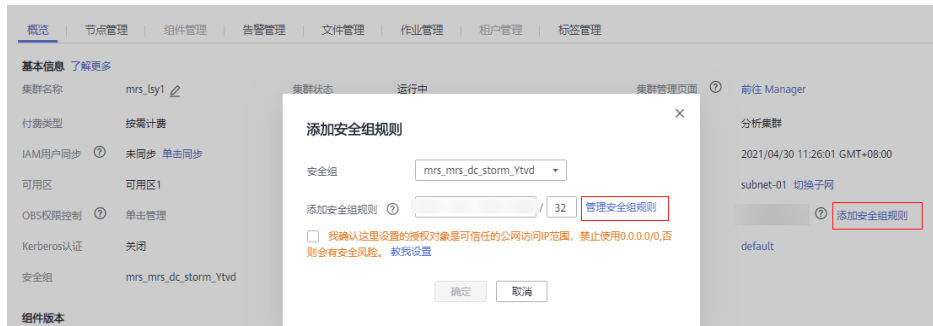 概览 节点管理 组件管理 告警管理 文件管理 作业管理 租户管理 标签管理
基本信息 了解更多
集群名称 mrs_lsy1 集群状态 运行中 集群管理页面 前往 Manager
付费类型 按需计费 分析集群
IAM用户同步 未同步 单击同步 2021/04/30 11:26:01 GMT+08:00
可用区 可用区1 subnet-01 切换子网
OBS权限控制 单击管理 添加安全组规则
Kerberos认证 关闭 default
安全组 mrs_mrs_dc_storm_Ytvd
组件版本
添加安全组规则
安全组 mrs_mrs_dc_storm_Ytvd
添加安全组规则 / 32 管理安全组规则
我确认这里设置的授权对象是可信任的公网访问IP范围，禁止使用0.0.0.0/0,否
则会有安全风险。 教我设置
确定 取消